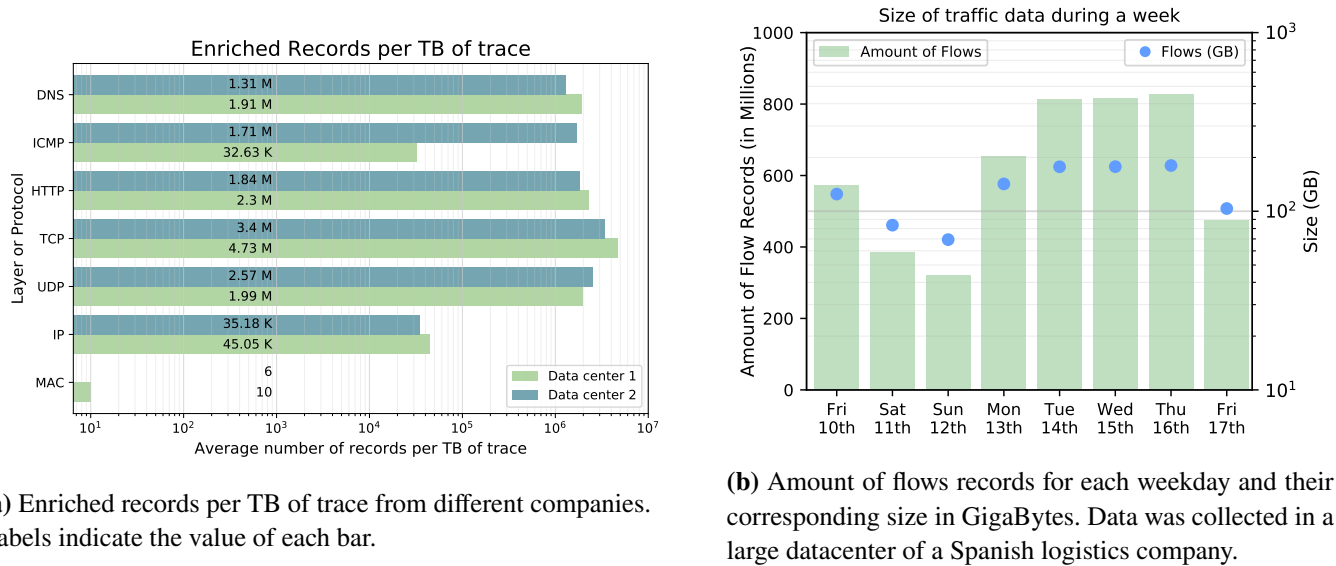 Enriched Records per TB of trace
Layer or Protocol
DNS
1.31 M
1.91 M
ICMP
1.71 M
32.63 K
HTTP
1.84 M
2.3 M
TCP
3.4 M
4.73 M
UDP
2.57 M
1.99 M
IP
35.18 K
45.05 K
MAC
6
10
Data center 1
Data center 2
10¹ 10² 10³ 10⁴ 10⁵ 10⁶ 10⁷
Average number of records per TB of trace
) Enriched records per TB of trace from different companies.
abels indicate the value of each bar.
Size of traffic data during a week
Amount of Flows
Flows (GB)
Amount of Flow Records (in Millions)
1000
800
600
400
200
0
10³
10²
10¹
Size (GB)
Fri Sat Sun Mon Tue Wed Thu Fri
10th 11th 12th 13th 14th 15th 16th 17th
(b) Amount of flows records for each weekday and their
corresponding size in GigaBytes. Data was collected in a
large datacenter of a Spanish logistics company.